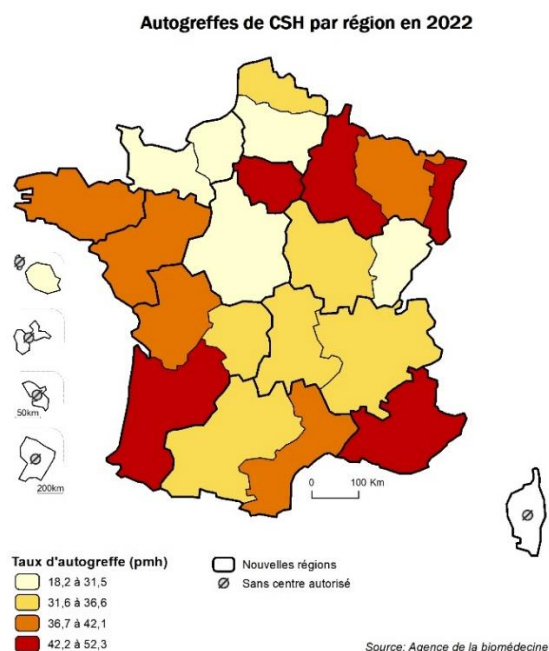 Autogreffes de CSH par région en 2022
50km
200km
0 100 Km
Taux d'autogreffe (pmh)
18,2 à 31,5
31,6 à 36,6
36,7 à 42,1
42,2 à 52,3
Nouvelles régions
Sans centre autorisé
Source: Agence de la biomédecine